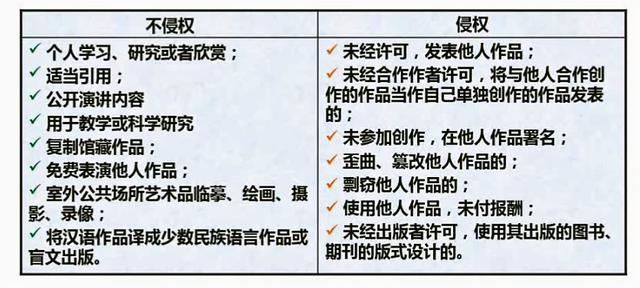 不侵权
✓ 个人学习、研究或者欣赏；
✓ 适当引用；
✓ 公开演讲内容
✓ 用于教学或科学研究
✓ 复制馆藏作品；
✓ 免费表演他人作品；
✓ 室外公共场所艺术品临摹、绘画、摄
影、录像；
✓ 将汉语作品译成少数民族语言作品或
盲文出版。
侵权
✓ 未经许可，发表他人作品；
✓ 未经合作作者许可，将与他人合作创
作的作品当作自己单独创作的作品发表
的；
✓ 未参加创作，在他人作品署名；
✓ 歪曲、篡改他人作品的；
✓ 剽窃他人作品的；
✓ 使用他人作品，未付报酬；
✓ 未经出版者许可，使用其出版的图书、
期刊的版式设计的。